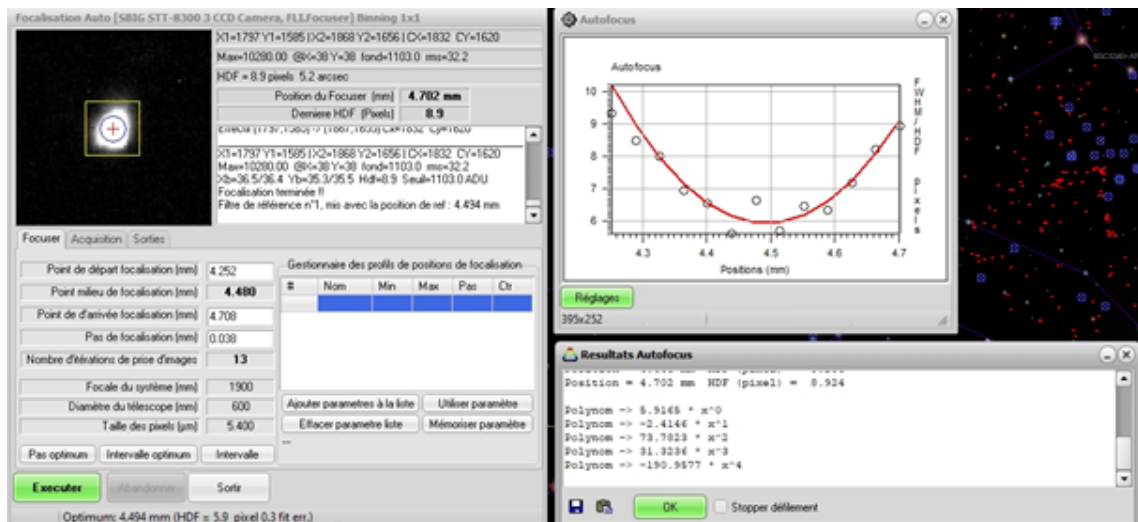 Focalisation Auto [SBIG STT-8300 3 CCD Camera, FLI.Focuser] Binning 1x1
X1=1797 Y1=1585 | X2=1868 Y2=1656 | CX=1832 CY=1620
Max=10280.00 @X=38 Y=38 fond=1103.0 rms=32.2
HDF = 8.9 pixels 5.2 arcsec
Position du Focuser (mm) 4.702 mm
Derniere HDF (Pixels) 8.9
X1=1797 Y1=1585 | X2=1868 Y2=1656 | CX=1832 CY=1620
Max=10280.00 @X=38 Y=38 fond=1103.0 rms=32.2
Xb=36.5/36.4 Yb=35.3/35.5 Hdf=8.9 Seuil=1103.0 ADU
Focalisation terminée !!
Filtre de référence n°1, mis avec la position de ref : 4.494 mm
Focuser Acquisition Sorties
Point de départ focalisation (mm) 4.252
Point milieu de focalisation (mm) 4.480
Point de d'arrivée focalisation (mm) 4.708
Pas de focalisation (mm) 0.038
Nombre d'itérations de prise d'images 13
Focale du système (mm) 1900
Diamètre du télescope (mm) 600
Taille des pixels (µm) 5.400
Pas optimum Intervalle optimum Intervalle
Gestionnaire des profils de positions de focalisation
# Nom Min Max Pas Ctr
Ajouter parametres à la liste Utiliser paramètre
Effacer parametre liste Mémoriser paramètre
...
Executer Abandonner Sortir
Optimum: 4.494 mm (HDF = 5.9 pixel 0.3 fit err.)
Autofocus
Autofocus
10
9
8
7
6
4.3 4.4 4.5 4.6 4.7
Positions (mm)
FWHM/HDF pixels
Réglages
395x252
Resultats Autofocus
Position = 4.702 mm HDF (pixel) = 8.924
Polynom -> 5.9165 * x^0
Polynom -> -2.4146 * x^1
Polynom -> 73.7823 * x^2
Polynom -> 31.3236 * x^3
Polynom -> -190.9577 * x^4
OK Stopper défilement